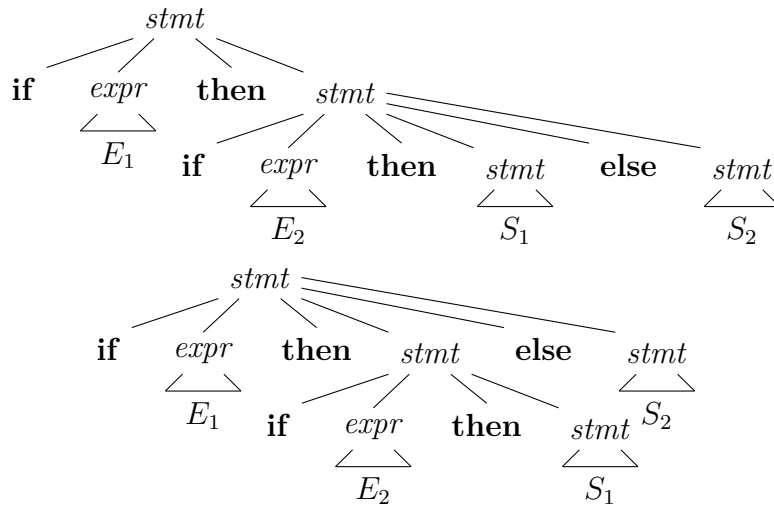 stmt
if expr then stmt
E₁
if expr then stmt else stmt
E₂ S₁ S₂
stmt
if expr then stmt else stmt
E₁ S₂
if expr then stmt
E₂ S₁